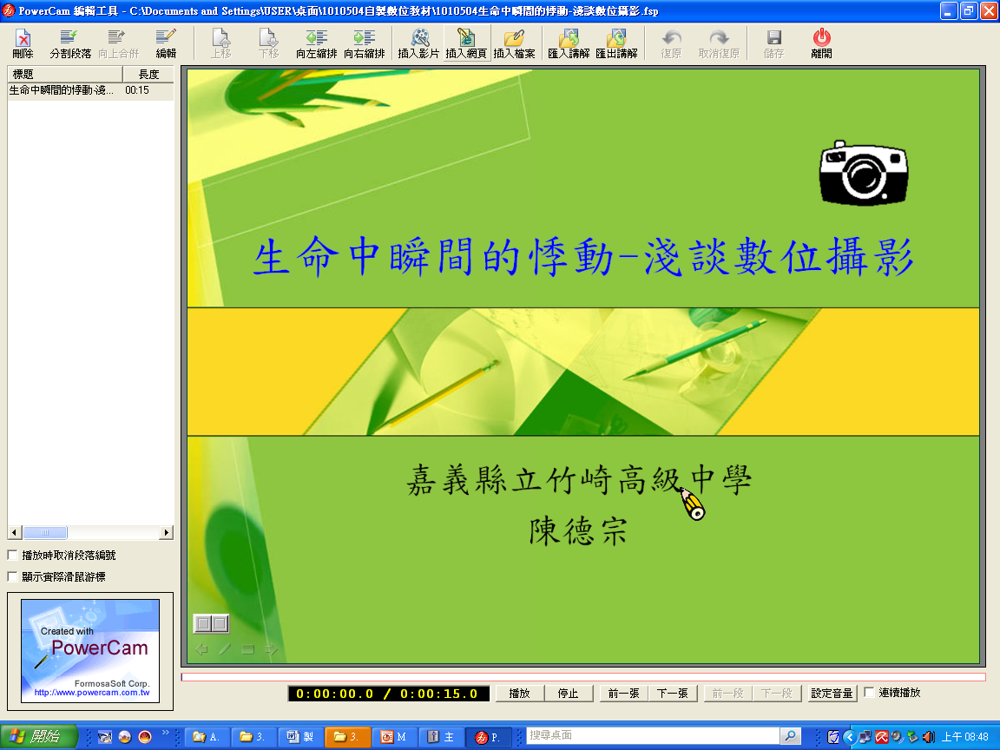 PowerCam 編輯工具 - C:\Documents and Settings\USER\桌面\1010504自製數位教材\1010504生命中瞬間的悸動-淺談數位攝影.fsp
刪除 分割段落 向上合併 編輯 上移 下移 向左縮排 向右縮排 插入影片 插入網頁 插入檔案 匯入講解 匯出講解 復原 取消復原 儲存 離開
標題 長度
生命中瞬間的悸動-淺... 00:15
生命中瞬間的悸動-淺談數位攝影
嘉義縣立竹崎高級中學
陳德宗
播放時取消段落編號
顯示實際滑鼠游標
Created with
PowerCam
FormosaSoft Corp.
http://www.powercam.com.tw
0:00:00.0 / 0:00:15.0 播放 停止 前一張 下一張 前一段 下一段 設定音量 連續播放
開始 A. 3. 製 3. M 主 P. 搜尋桌面 上午 08:48